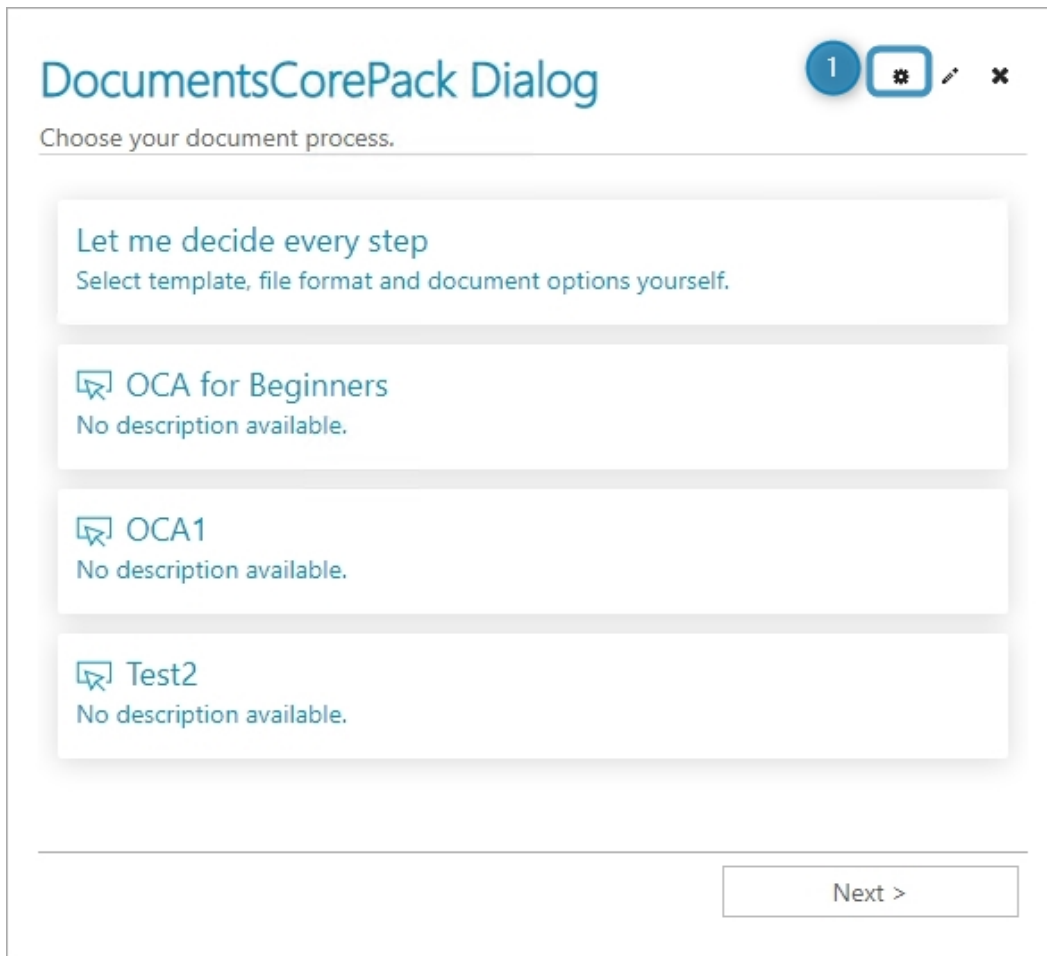 DocumentsCorePack Dialog
1
Choose your document process.
Let me decide every step
Select template, file format and document options yourself.
OCA for Beginners
No description available.
OCA1
No description available.
Test2
No description available.
Next >